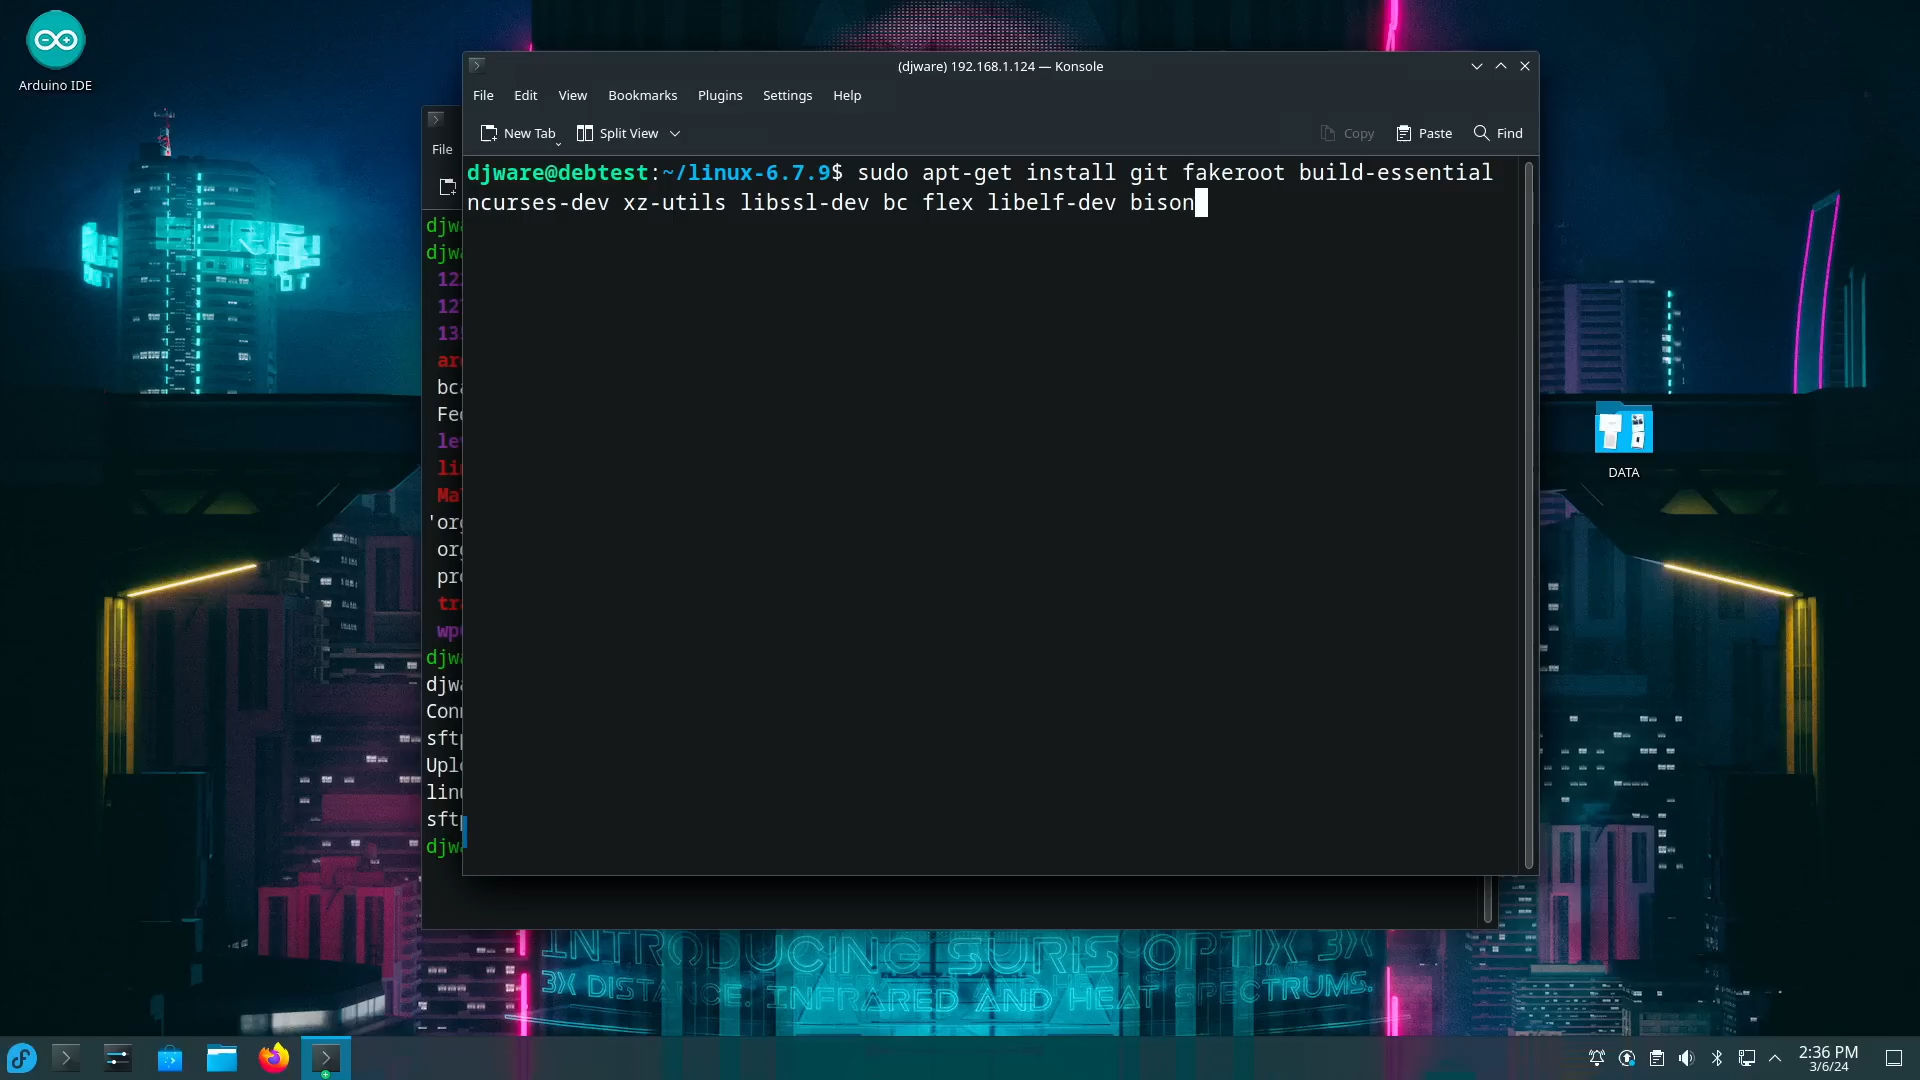 Arduino IDE
(djware) 192.168.1.124 — Konsole
File Edit View Bookmarks Plugins Settings Help
New Tab Split View Copy Paste Find
djware@debtest:~/linux-6.7.9$ sudo apt-get install git fakeroot build-essential
ncurses-dev xz-utils libssl-dev bc flex libelf-dev bison
File
DATA
INTRODUCING SURIS OPTIX 3X
3X DISTANCE. INFRARED AND HEAT SPECTRUMS.
2:36 PM
3/6/24